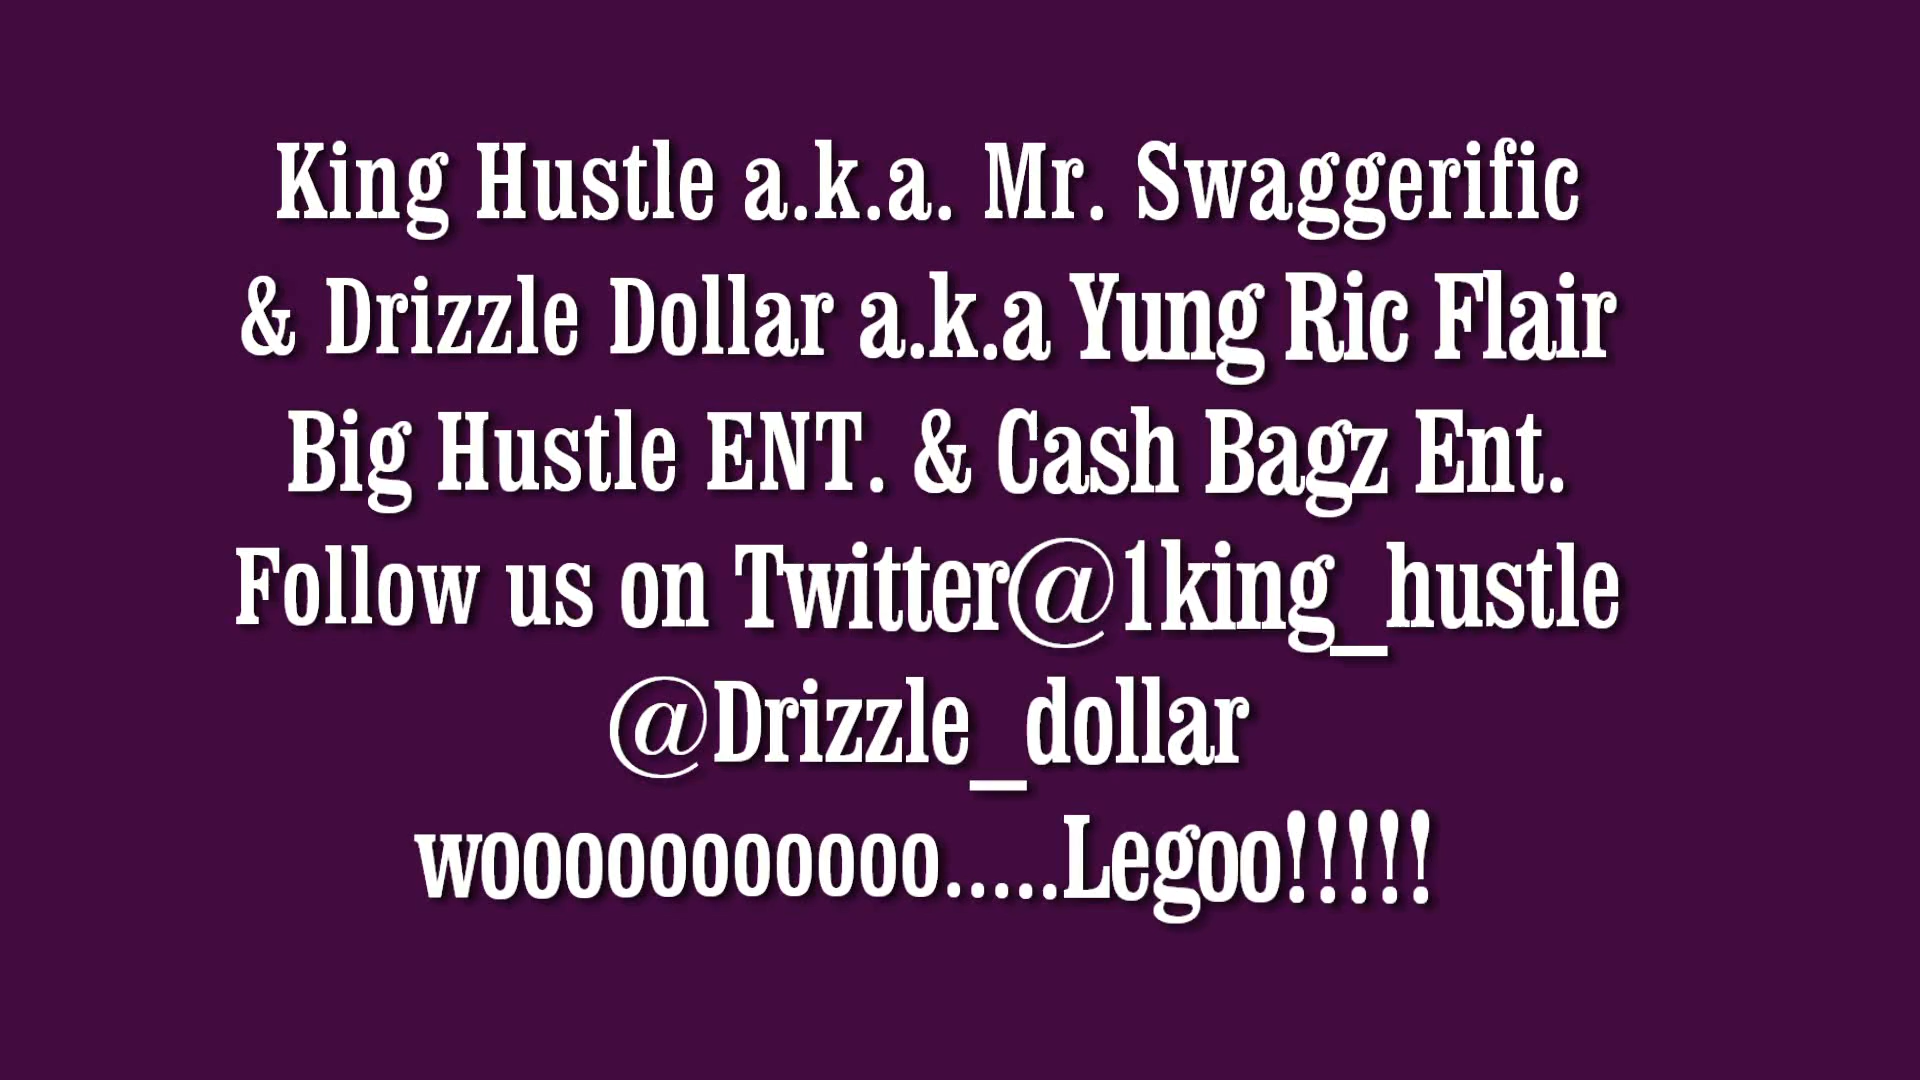 King Hustle a.k.a. Mr. Swaggerific
& Drizzle Dollar a.k.a Yung Ric Flair
Big Hustle ENT. & Cash Bagz Ent.
Follow us on Twitter@1king_hustle
@Drizzle_dollar
wooooooooooo.....Legoo!!!!!